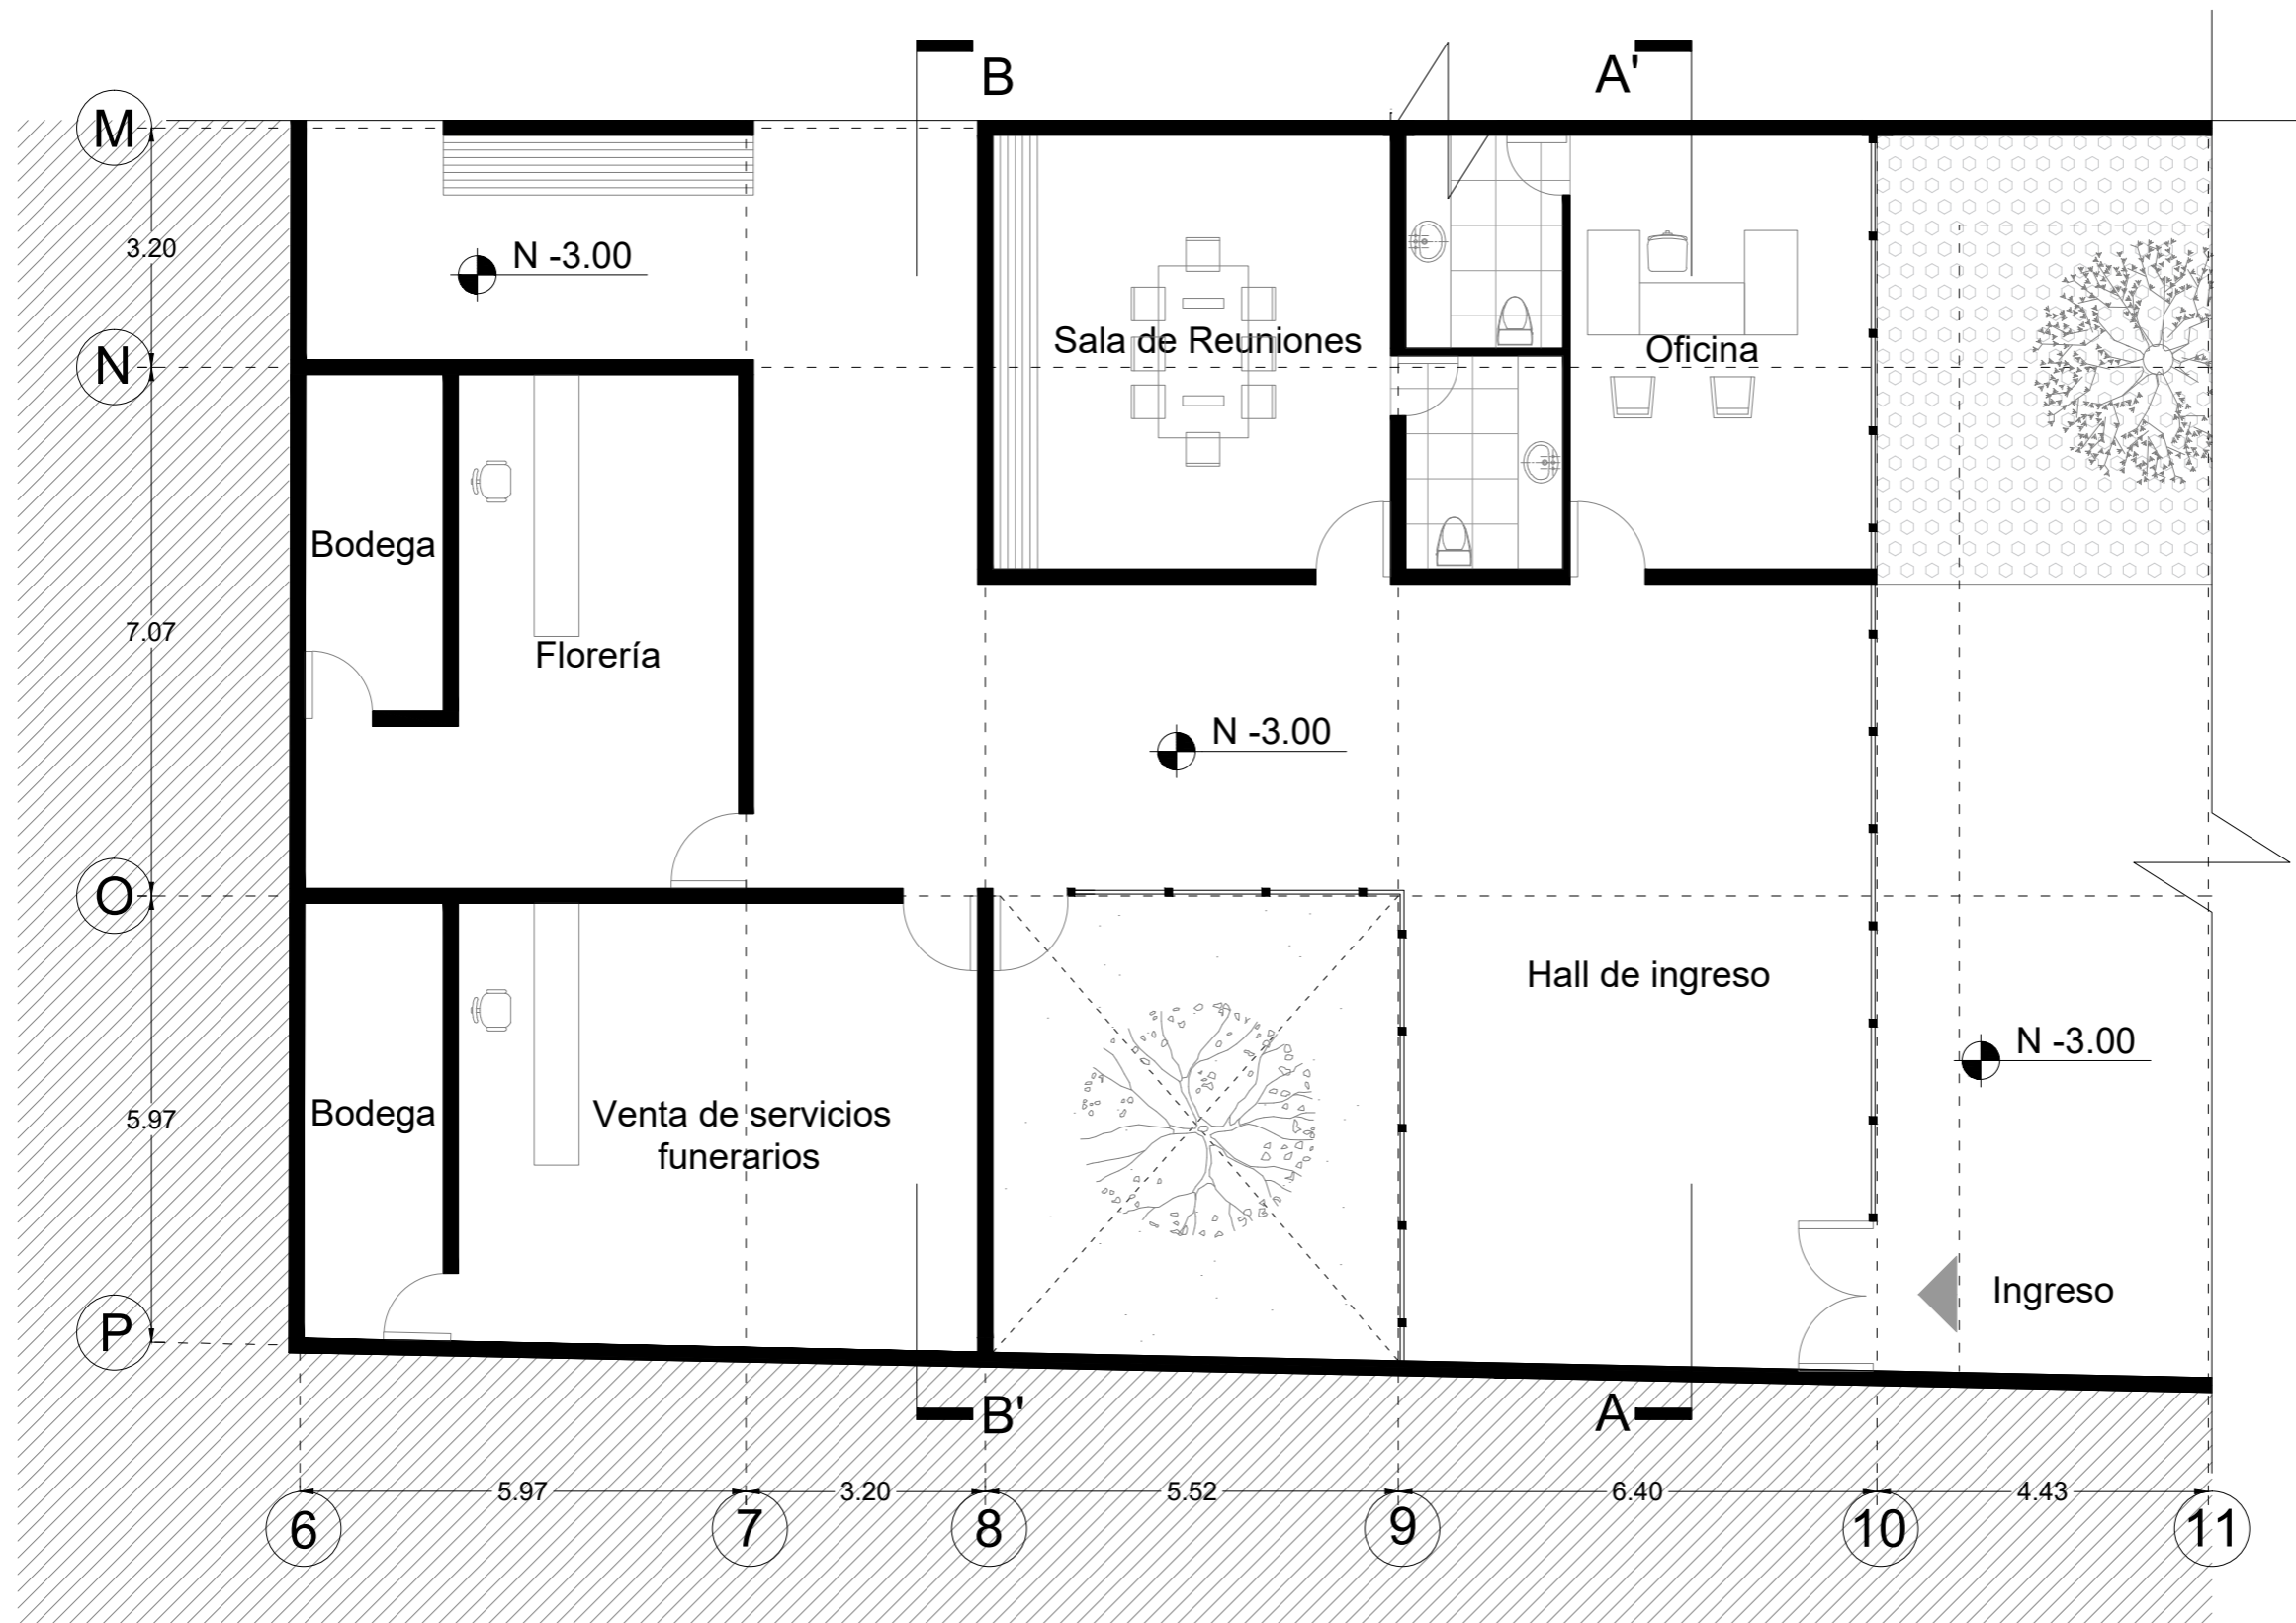 B
A'
M
3.20
N -3.00
N
Sala de Reuniones
Oficina
Bodega
7.07
Florería
N -3.00
O
Hall de ingreso
N -3.00
Bodega
5.97
Venta de servicios
funerarios
Ingreso
P
B'
A
5.97
3.20
5.52
6.40
4.43
6
7
8
9
10
11